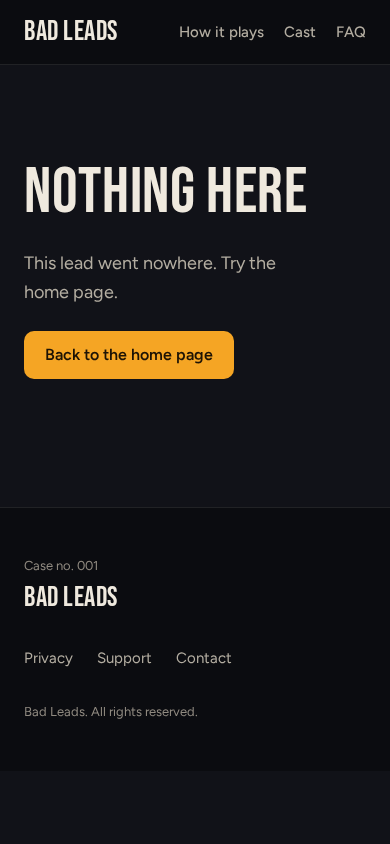 BAD LEADS
How it plays
Cast
FAQ
NOTHING HERE
This lead went nowhere. Try the
home page.
Back to the home page
Case no. 001
BAD LEADS
Privacy
Support
Contact
Bad Leads. All rights reserved.